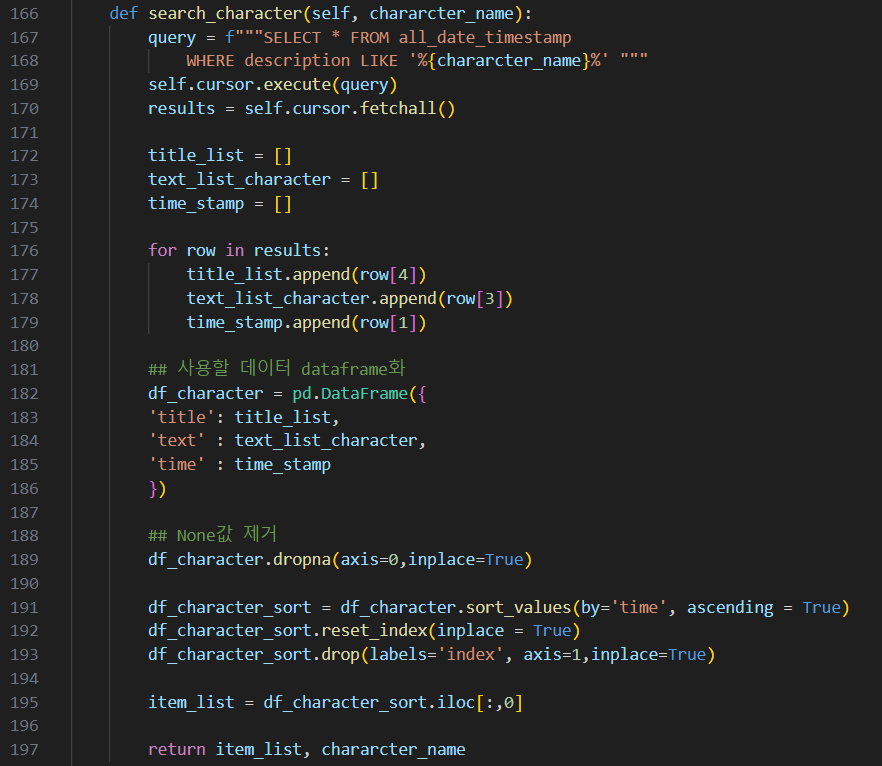 166 def search_character(self, chararcter_name):
167 query = f"""SELECT * FROM all_date_timestamp
168 WHERE description LIKE '%{chararcter_name}%' """
169 self.cursor.execute(query)
170 results = self.cursor.fetchall()
171
172 title_list = []
173 text_list_character = []
174 time_stamp = []
175
176 for row in results:
177 title_list.append(row[4])
178 text_list_character.append(row[3])
179 time_stamp.append(row[1])
180
181 ## 사용할 데이터 dataframe화
182 df_character = pd.DataFrame({
183 'title': title_list,
184 'text' : text_list_character,
185 'time' : time_stamp
186 })
187
188 ## None값 제거
189 df_character.dropna(axis=0,inplace=True)
190
191 df_character_sort = df_character.sort_values(by='time', ascending = True)
192 df_character_sort.reset_index(inplace = True)
193 df_character_sort.drop(labels='index', axis=1,inplace=True)
194
195 item_list = df_character_sort.iloc[:,0]
196
197 return item_list, chararcter_name